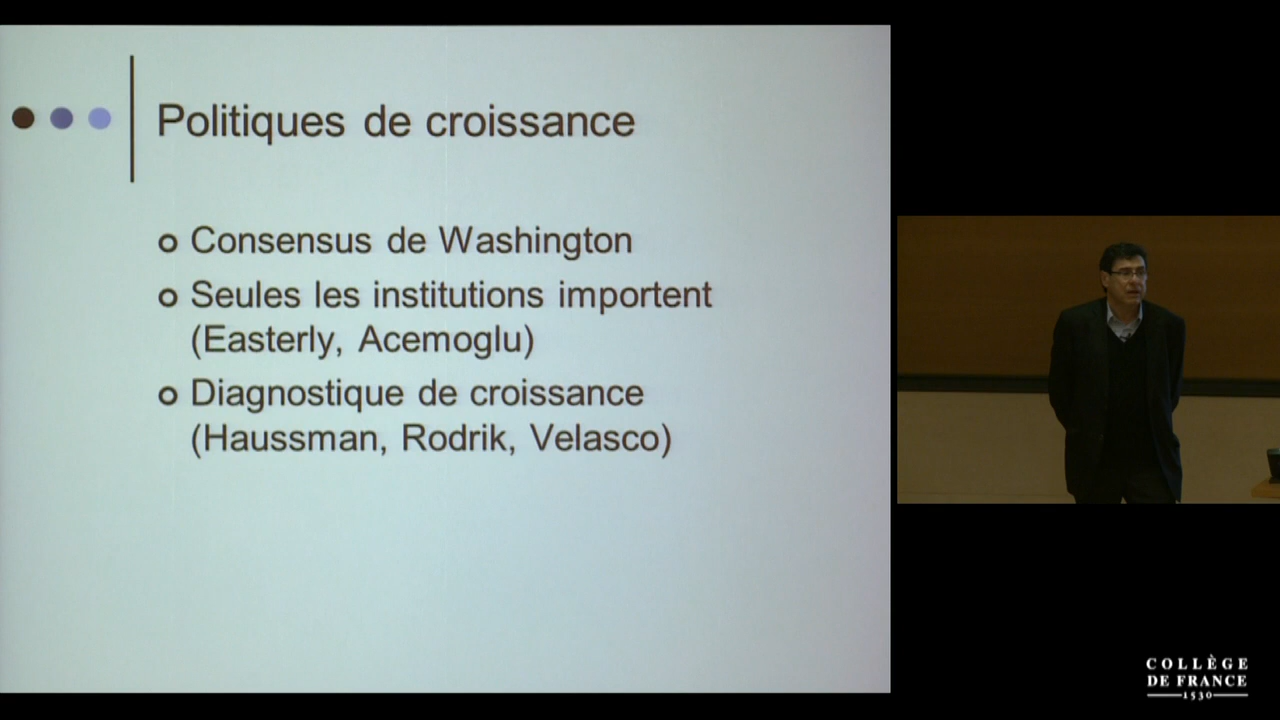 Politiques de croissance
Consensus de Washington
Seules les institutions importent
(Easterly, Acemoglu)
Diagnostique de croissance
(Haussman, Rodrik, Velasco)
COLLÈGE
DE FRANCE
1530